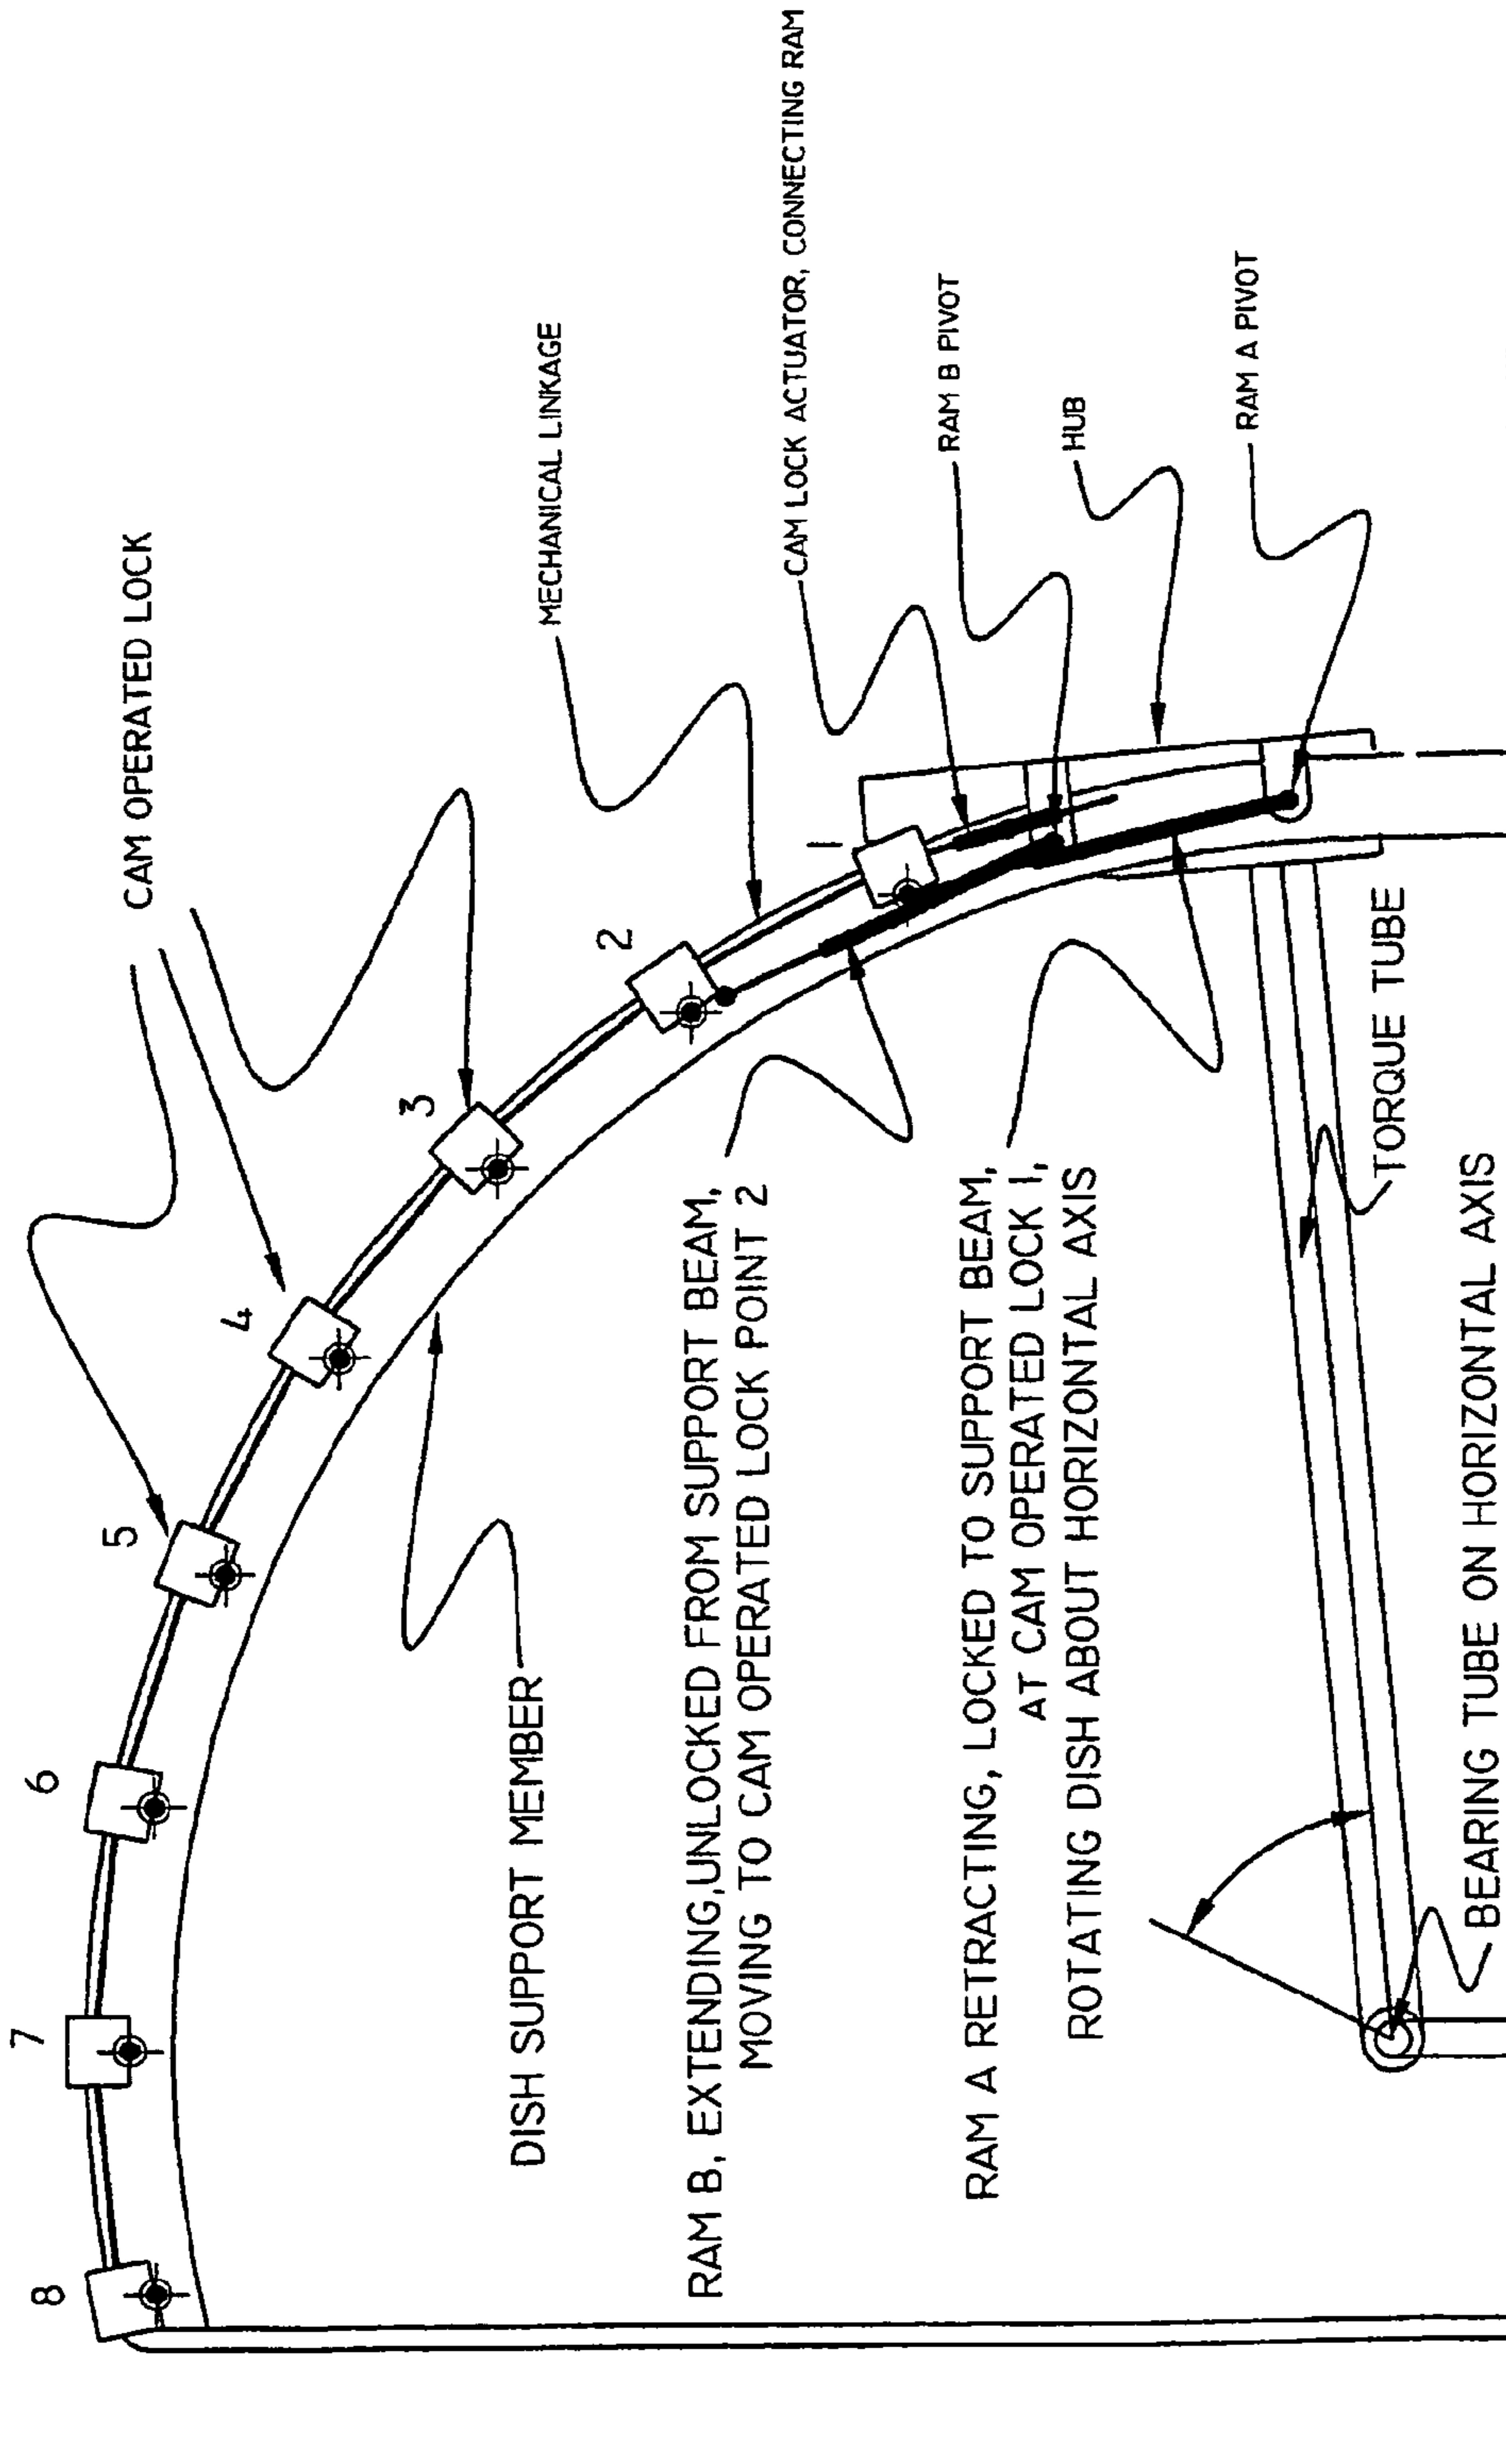 CAM OPERATED LOCK
MECHANICAL LINKAGE
CAM LOCK ACTUATOR, CONNECTING RAM
RAM B PIVOT
HUB
RAM A PIVOT
8
7
6
5
4
3
2
1
DISH SUPPORT MEMBER
RAM B, EXTENDING,UNLOCKED FROM SUPPORT BEAM,
MOVING TO CAM OPERATED LOCK POINT 2
RAM A RETRACTING, LOCKED TO SUPPORT BEAM,
AT CAM OPERATED LOCK 1,
ROTATING DISH ABOUT HORIZONTAL AXIS
TORQUE TUBE
BEARING TUBE ON HORIZONTAL AXIS